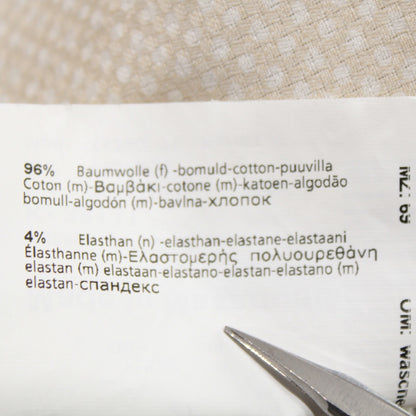 96% Baumwolle (f) -bomuld-cotton-puuvilla
Coton (m)-Βαμβάκι-cotone (m)-katoen-algodão
bomull-algodón (m)-bavlna-хлопок
4% Elasthan (n) -elasthan-elastane-elastaani
Élasthanne (m)-Ελαστομερής πολυουρεθάνη
elastan (m) elastaan-elastano-elastan-elastano (m)
elastan-спандекс